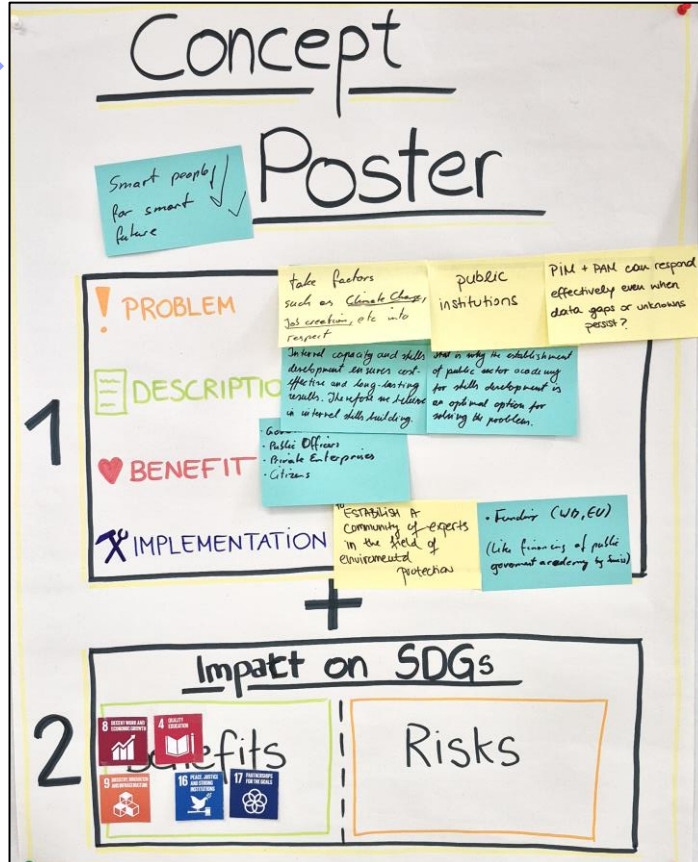 Concept
Poster
Smart people
for smart
future
1
! PROBLEM
take factors
such as Climate Change,
Job creation, etc into
respect
public
institutions
PIM + PAM can respond
effectively even when
data gaps or unknowns
persist?
DESCRIPTIO
Internal capacity and skills
development ensures cost-
effective and long-lasting
results. Therefore we believe
in internal skills building.
is why the establishment
of public sector academy
for skills development is
an optimal option for
solving the problem.
BENEFIT
· Public Officers
· Private Enterprises
· Citizens
IMPLEMENTATION
ESTABLISH A
community of experts
in the field of
enviromental
protection
· Funding (WB, EU)
(Like financing of public
goverment academy by
+
2
Impact on SDGs
Benefits
8 DECENT WORK AND
ECONOMIC GROWTH
4 QUALITY
EDUCATION
9 INDUSTRY, INNOVATION
AND INFRASTRUCTURE
16 PEACE, JUSTICE
AND STRONG
INSTITUTIONS
17 PARTNERSHIPS
FOR THE GOALS
Risks